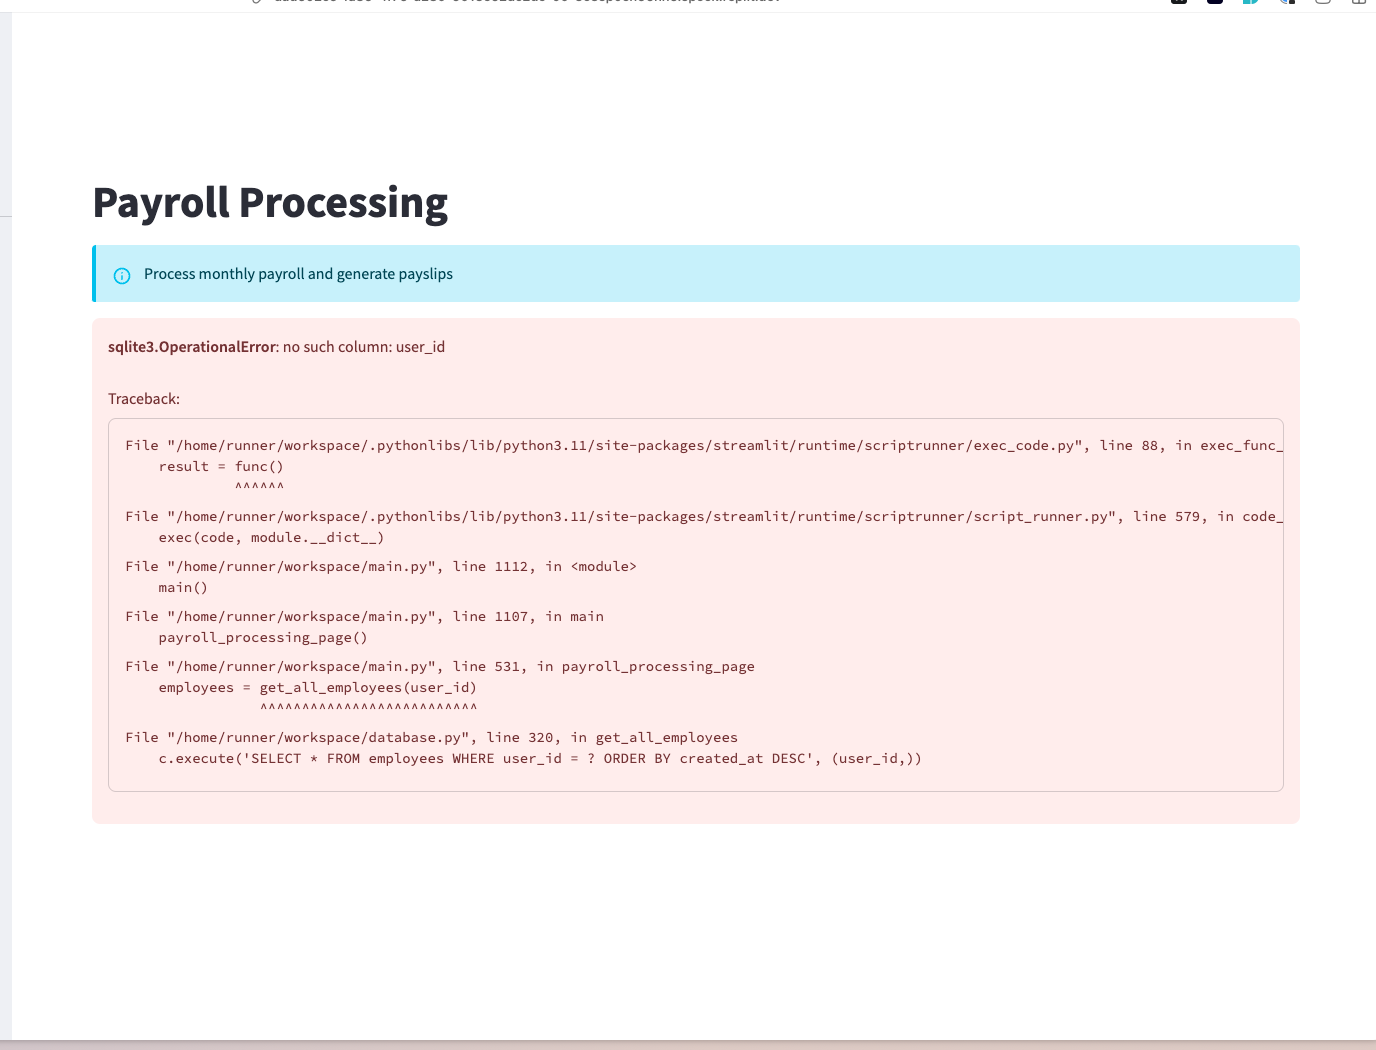 Payroll Processing
Process monthly payroll and generate payslips
sqlite3.OperationalError: no such column: user_id
Traceback:
File "/home/runner/workspace/.pythonlibs/lib/python3.11/site-packages/streamlit/runtime/scriptrunner/exec_code.py", line 88, in exec_func_
result = func()
^^^^^^
File "/home/runner/workspace/.pythonlibs/lib/python3.11/site-packages/streamlit/runtime/scriptrunner/script_runner.py", line 579, in code_
exec(code, module.__dict__)
File "/home/runner/workspace/main.py", line 1112, in <module>
main()
File "/home/runner/workspace/main.py", line 1107, in main
payroll_processing_page()
File "/home/runner/workspace/main.py", line 531, in payroll_processing_page
employees = get_all_employees(user_id)
^^^^^^^^^^^^^^^^^^^^^^^^^^
File "/home/runner/workspace/database.py", line 320, in get_all_employees
c.execute('SELECT * FROM employees WHERE user_id = ? ORDER BY created_at DESC', (user_id,))